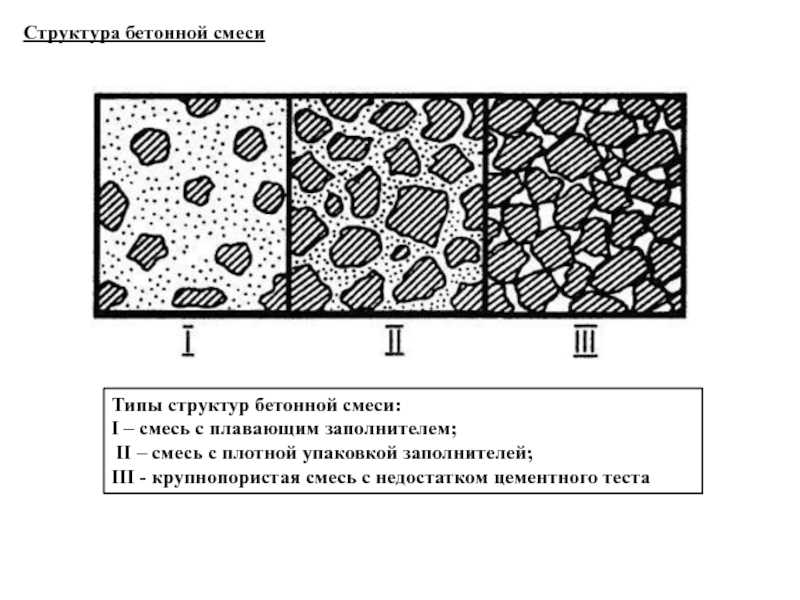 Структура бетонной смеси
I
II
III
Типы структур бетонной смеси:
I – смесь с плавающим заполнителем;
II – смесь с плотной упаковкой заполнителей;
III - крупнопористая смесь с недостатком цементного теста